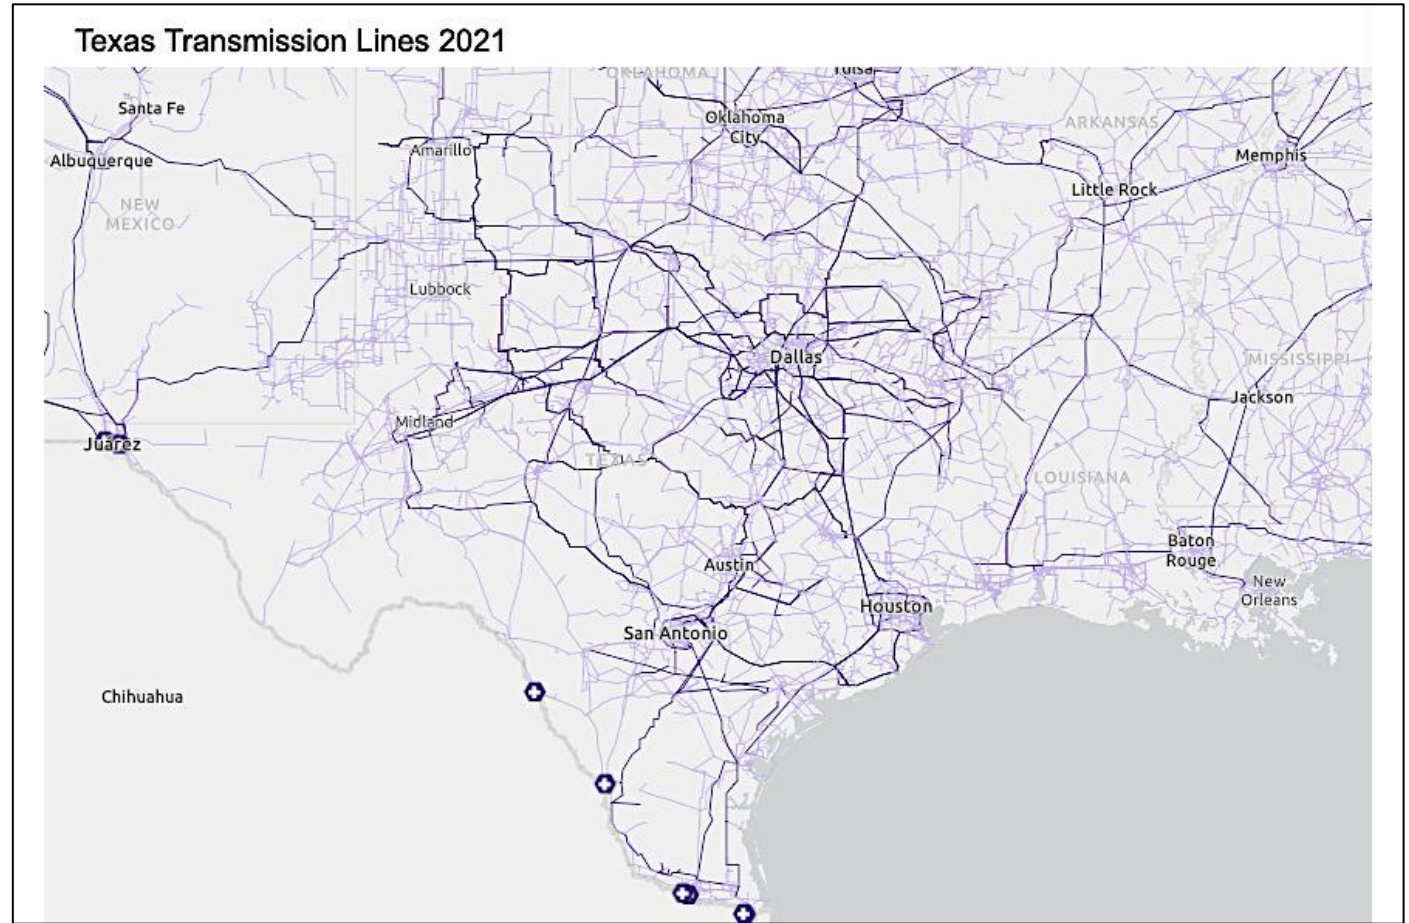 Texas Transmission Lines 2021
OKLAHOMA
Tulsa
Santa Fe
Oklahoma
City
ARKANSAS
Albuquerque
Amarillo
Memphis
NEW
MEXICO
Little Rock
Lubbock
Dallas
MISSISSIPPI
Jackson
Midland
Juárez
TEXAS
LOUISIANA
Baton
Rouge
Austin
New
Orleans
Houston
San Antonio
Chihuahua